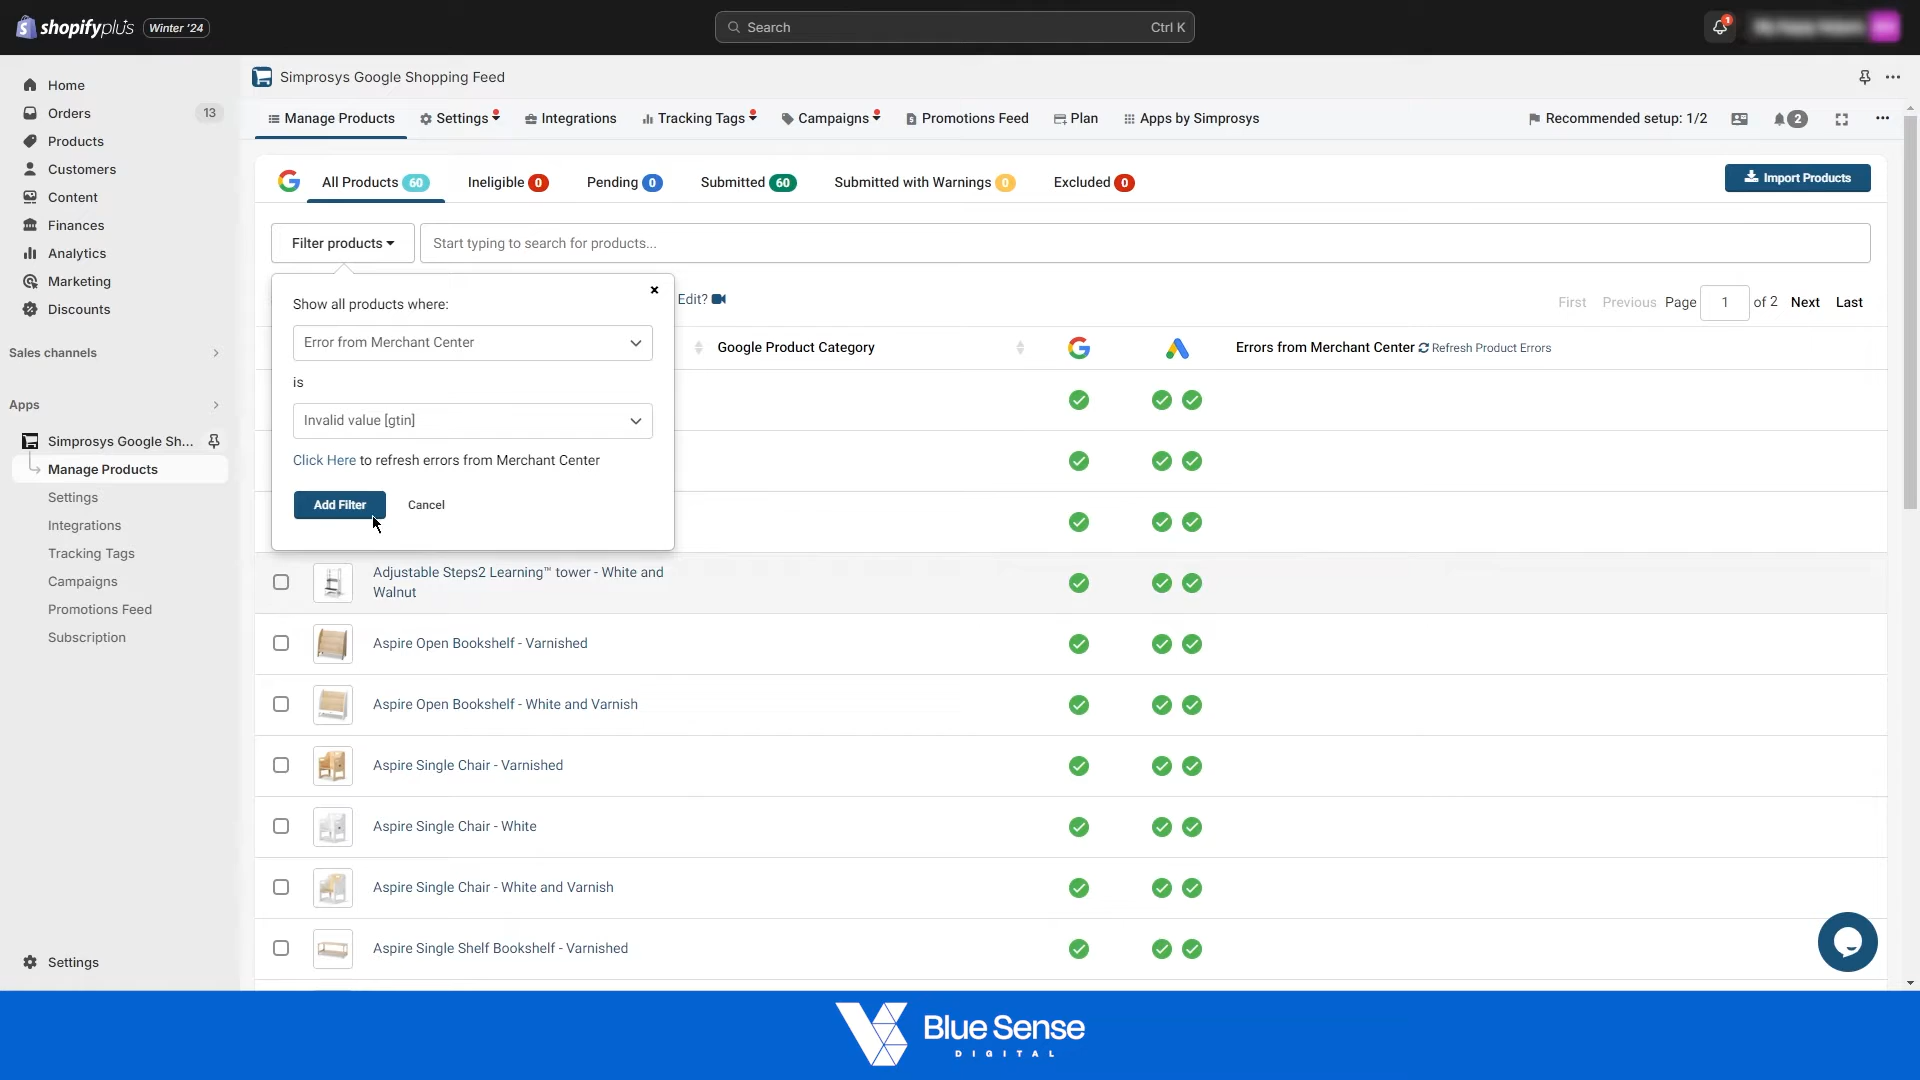 shopifyplus
Winter '24
Search
Ctrl K
1
Home
Orders
13
Products
Customers
Content
Finances
Analytics
Marketing
Discounts
Sales channels
Apps
Simprosys Google Sh...
Manage Products
Settings
Integrations
Tracking Tags
Campaigns
Promotions Feed
Subscription
Settings
Simprosys Google Shopping Feed
Manage Products
Settings
Integrations
Tracking Tags
Campaigns
Promotions Feed
Plan
Apps by Simprosys
Recommended setup: 1/2
2
All Products 60
Ineligible 0
Pending 0
Submitted 60
Submitted with Warnings 0
Excluded 0
Import Products
Filter products
Start typing to search for products...
Show all products where:
Error from Merchant Center
is
Invalid value [gtin]
Click Here to refresh errors from Merchant Center
Add Filter
Cancel
Edit?
First Previous Page 1 of 2 Next Last
Google Product Category
Errors from Merchant Center Refresh Product Errors
Adjustable Steps2 Learning™ tower - White and
Walnut
Aspire Open Bookshelf - Varnished
Aspire Open Bookshelf - White and Varnish
Aspire Single Chair - Varnished
Aspire Single Chair - White
Aspire Single Chair - White and Varnish
Aspire Single Shelf Bookshelf - Varnished
Blue Sense
DIGITAL